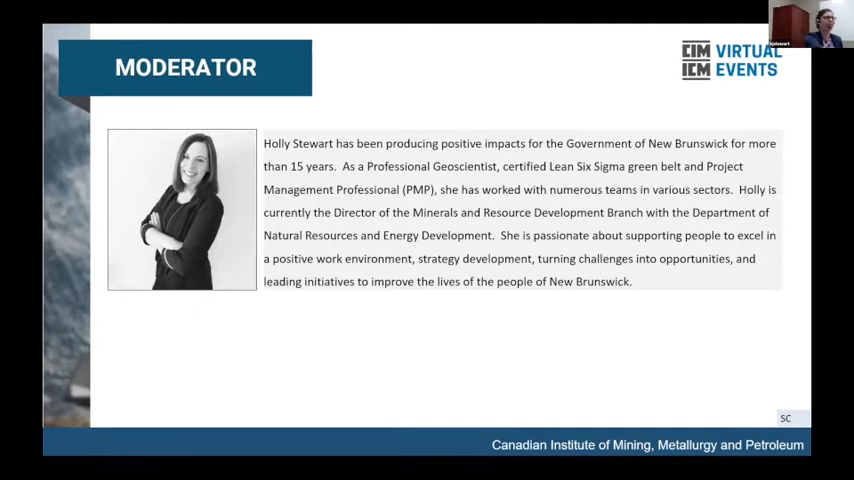 MODERATOR
CIM VIRTUAL
ICM EVENTS
Holly Stewart has been producing positive impacts for the Government of New Brunswick for more
than 15 years. As a Professional Geoscientist, certified Lean Six Sigma green belt and Project
Management Professional (PMP), she has worked with numerous teams in various sectors. Holly is
currently the Director of the Minerals and Resource Development Branch with the Department of
Natural Resources and Energy Development. She is passionate about supporting people to excel in
a positive work environment, strategy development, turning challenges into opportunities, and
leading initiatives to improve the lives of the people of New Brunswick.
SC
Canadian Institute of Mining, Metallurgy and Petroleum